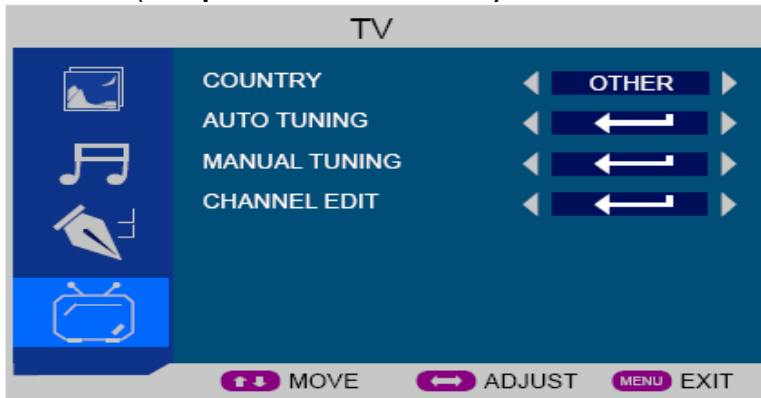 TV
COUNTRY OTHER
AUTO TUNING
MANUAL TUNING
CHANNEL EDIT
MOVE ADJUST MENU EXIT